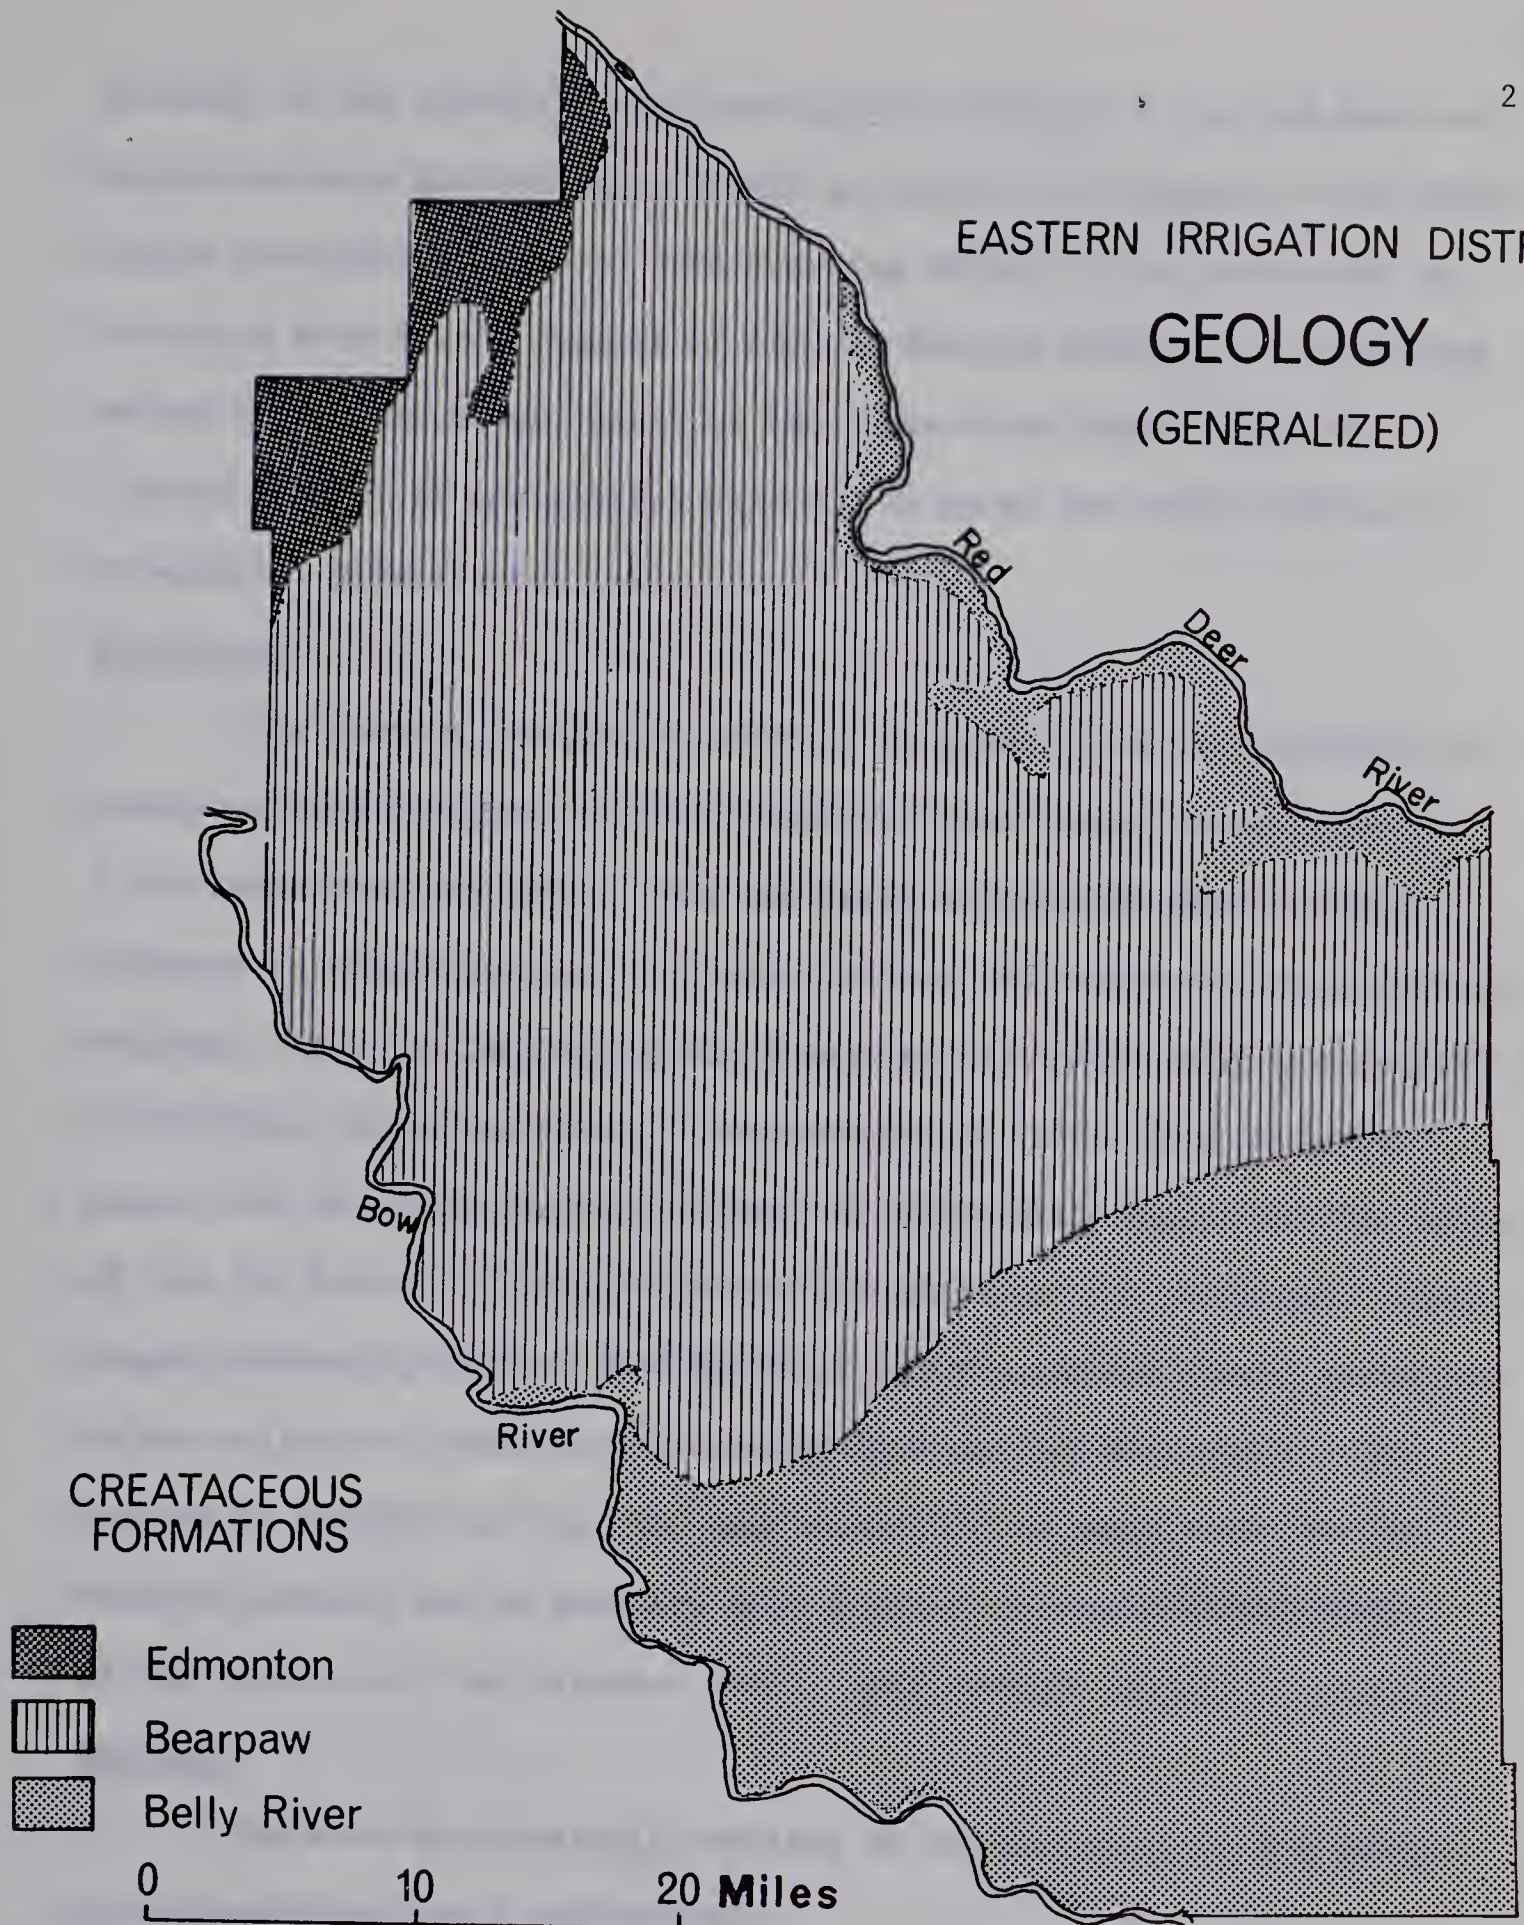 2
EASTERN IRRIGATION DISTR
GEOLOGY
(GENERALIZED)
Red
Deer
River
Bow
River
CREATACEOUS
FORMATIONS
Edmonton
Bearpaw
Belly River
0 10 20 Miles